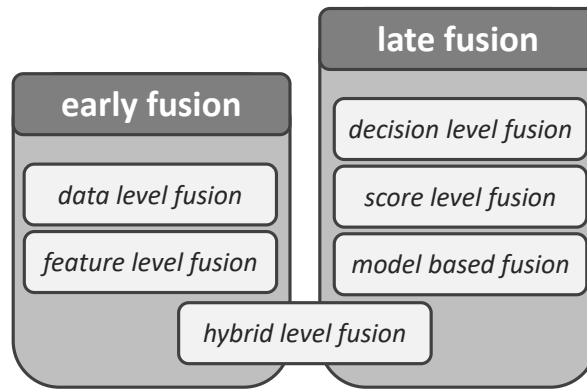 early fusion
data level fusion
feature level fusion
late fusion
decision level fusion
score level fusion
model based fusion
hybrid level fusion